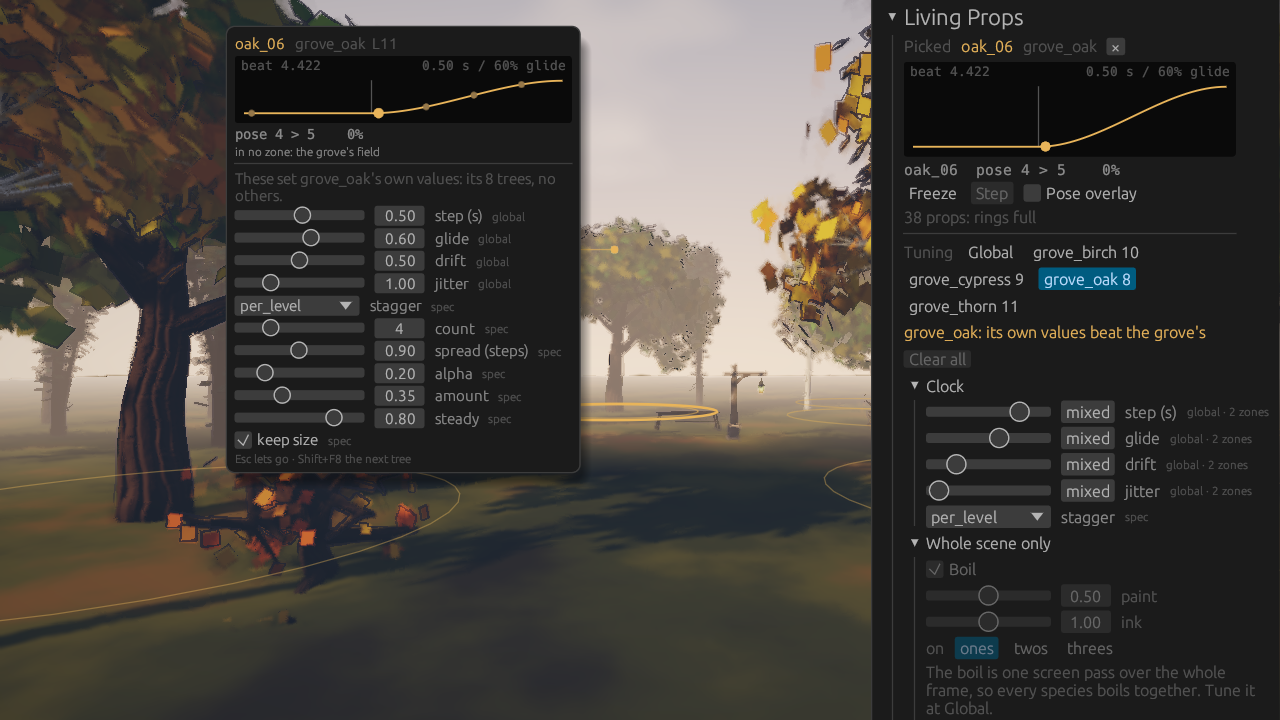 oak_06 grove_oak L11
beat 4.422 0.50 s / 60% glide
pose 4 > 5 0%
in no zone: the grove's field
These set grove_oak's own values: its 8 trees, no
others.
0.50 step (s) global
0.60 glide global
0.50 drift global
1.00 jitter global
per_level stagger spec
4 count spec
0.90 spread (steps) spec
0.20 alpha spec
0.35 amount spec
0.80 steady spec
keep size spec
Esc lets go · Shift+F8 the next tree
Living Props
Picked oak_06 grove_oak ×
beat 4.422 0.50 s / 60% glide
oak_06 pose 4 > 5 0%
Freeze Step Pose overlay
38 props: rings full
Tuning Global grove_birch 10
grove_cypress 9 grove_oak 8
grove_thorn 11
grove_oak: its own values beat the grove's
Clear all
Clock
mixed step (s) global · 2 zones
mixed glide global · 2 zones
mixed drift global · 2 zones
mixed jitter global · 2 zones
per_level stagger spec
Whole scene only
Boil
0.50 paint
1.00 ink
on ones twos threes
The boil is one screen pass over the whole
frame, so every species boils together. Tune it
at Global.